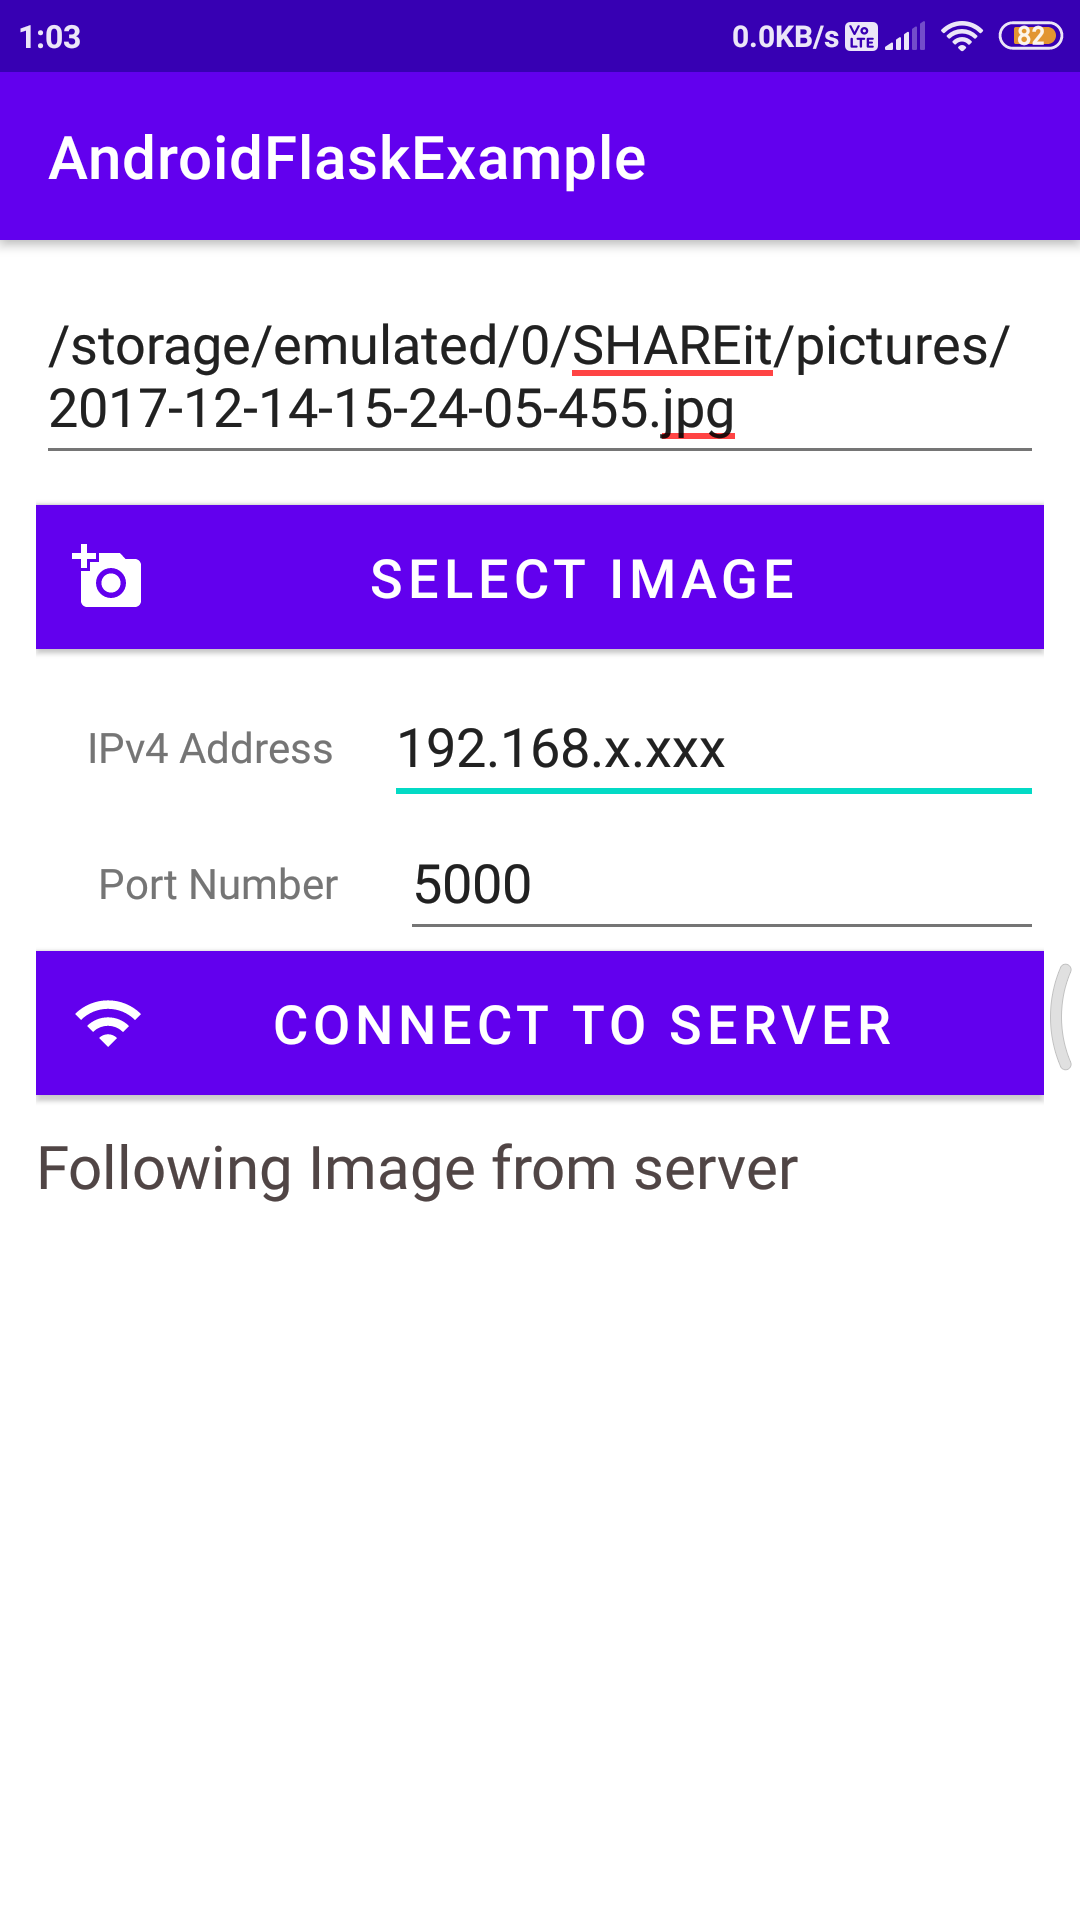 1:03 0.0KB/s Vo LTE 82
AndroidFlaskExample
/storage/emulated/0/SHAREit/pictures/
2017-12-14-15-24-05-455.jpg
SELECT IMAGE
IPv4 Address 192.168.x.xxx
Port Number 5000
CONNECT TO SERVER
Following Image from server